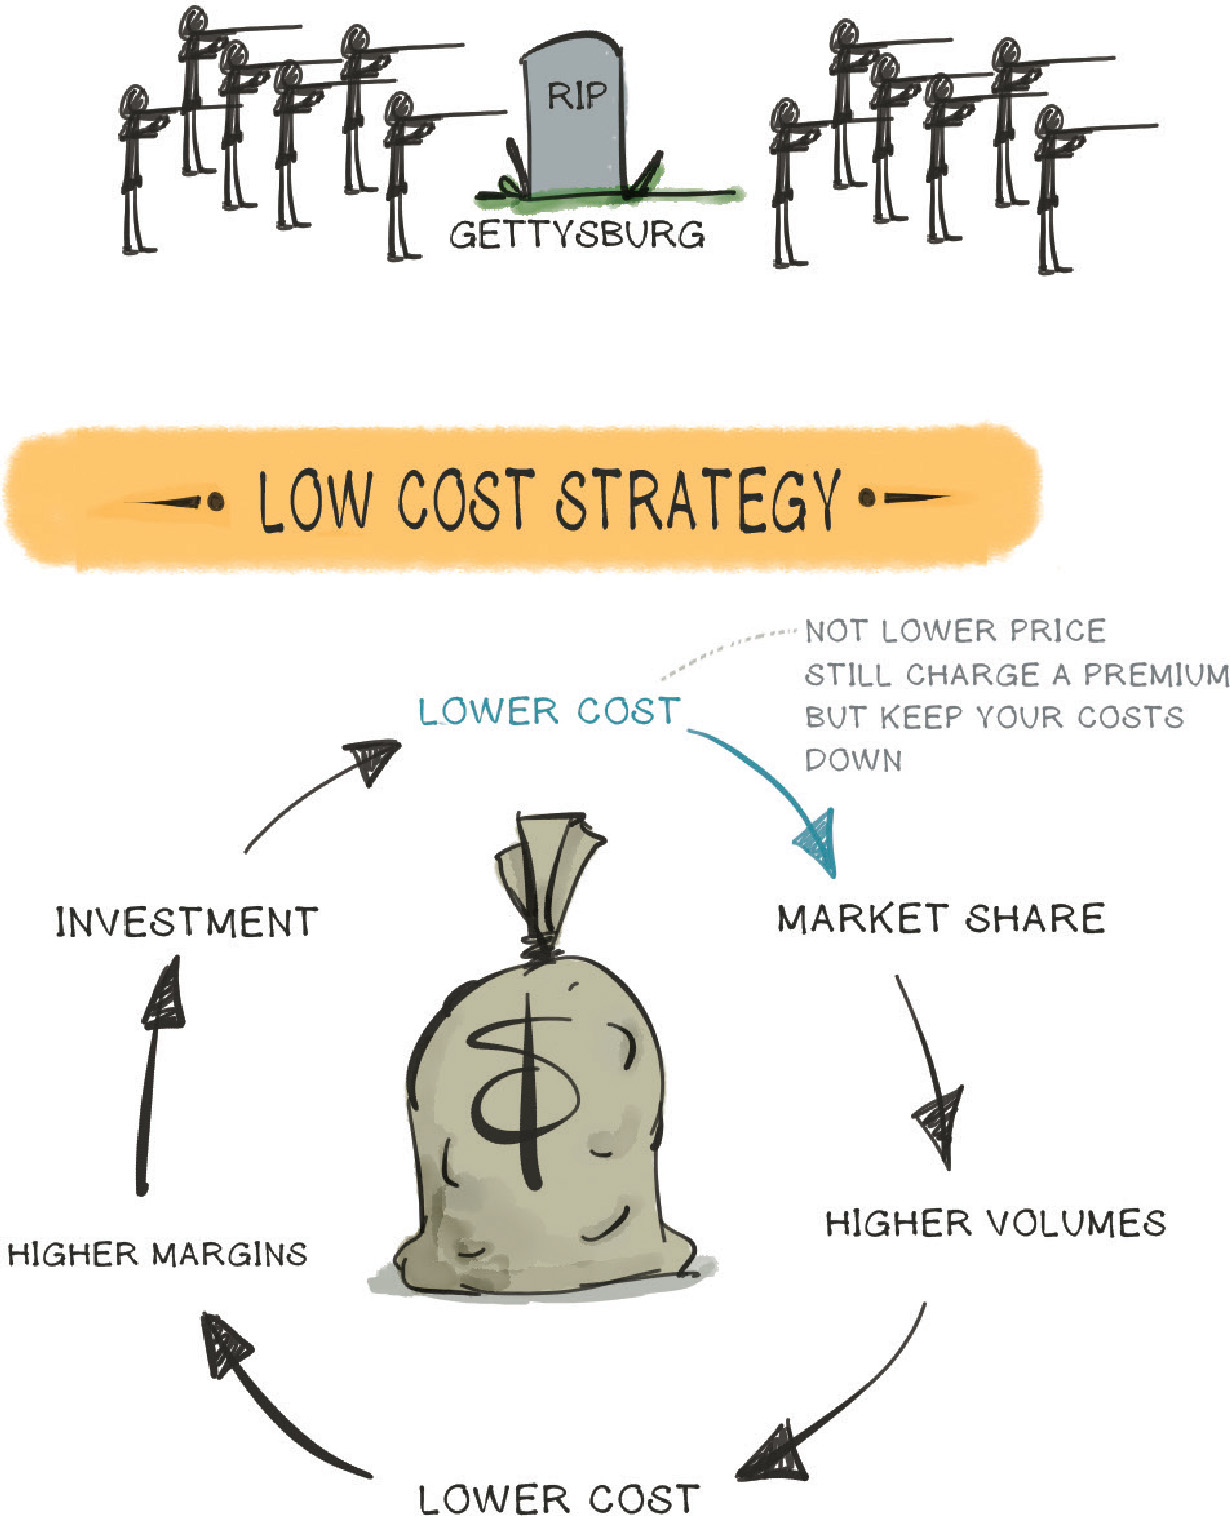 RIP
GETTYSBURG
LOW COST STRATEGY
NOT LOWER PRICE
STILL CHARGE A PREMIUM
BUT KEEP YOUR COSTS
DOWN
LOWER COST
INVESTMENT
MARKET SHARE
HIGHER VOLUMES
HIGHER MARGINS
LOWER COST